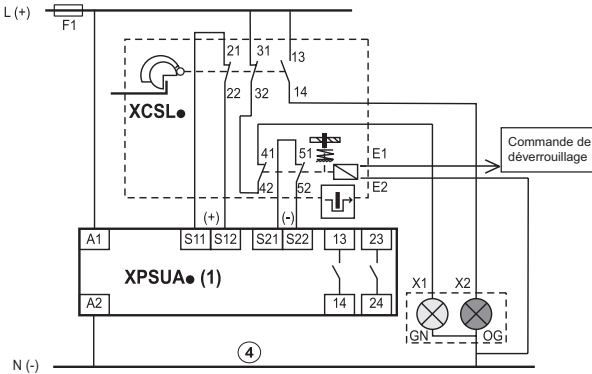 L (+)
F1
21 31 13
22 32 14
XCSL●
41 51 E1
42 52 E2
Commande de
déverrouillage
(+) (-)
A1 S11 S12 S21 S22 13 23
XPSUA● (1)
A2 14 24
X1 X2
GN OG
4
N (-)